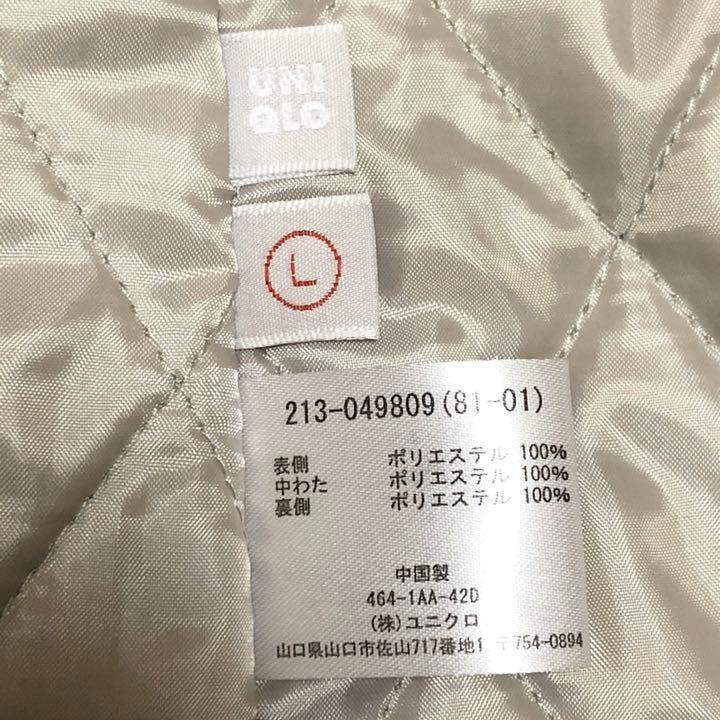 UNI
QLO
L
213-049809(81-01)
表側 ポリエステル 100%
中わた ポリエステル 100%
裏側 ポリエステル 100%
中国製
464-1AA-42D
(株)ユニクロ
山口県山口市佐山717番地1 〒754-0894